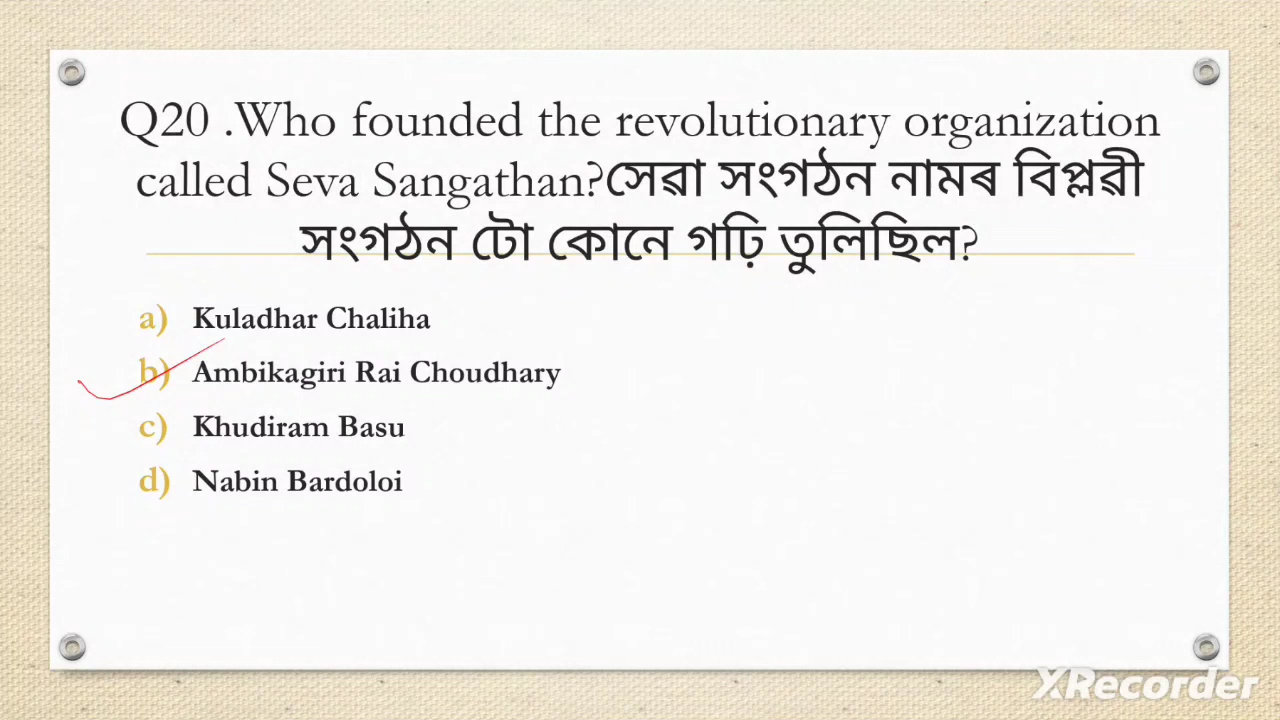 Q20 .Who founded the revolutionary organization
called Seva Sangathan?সেৱা সংগঠন নামৰ বিপ্লৱী
সংগঠন টো কোনে গঢ়ি তুলিছিল?
a) Kuladhar Chaliha
b) Ambikagiri Rai Choudhary
c) Khudiram Basu
d) Nabin Bardoloi
XRecorder